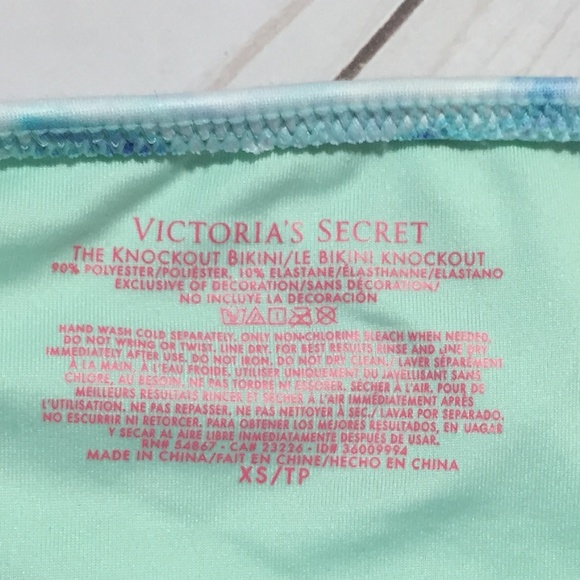 VICTORIA'S SECRET
THE KNOCKOUT BIKINI/LE BIKINI KNOCKOUT
90% POLYESTER/POLIÉSTER, 10% ELASTANE/ÉLASTHANNE/ELASTANO
EXCLUSIVE OF DECORATION/SANS DÉCORATION/
NO INCLUYE LA DECORACIÓN
HAND WASH COLD SEPARATELY. ONLY NON-CHLORINE BLEACH WHEN NEEDED.
DO NOT WRING OR TWIST. LINE DRY. FOR BEST RESULTS RINSE AND LINE DRY
IMMEDIATELY AFTER USE. DO NOT IRON. DO NOT DRY CLEAN./ LAVER SÉPARÉMENT
À LA MAIN, À L'EAU FROIDE. UTILISER UNIQUEMENT DU JAVELLISANT SANS
CHLORE, AU BESOIN. NE PAS TORDRE NI ESSORER. SÉCHER À L'AIR. POUR DE
MEILLEURS RÉSULTATS RINCER ET SÉCHER À L'AIR IMMÉDIATEMENT APRÈS
L'UTILISATION. NE PAS REPASSER. NE PAS NETTOYER À SEC./ LAVAR POR SEPARADO.
NO ESCURRIR NI RETORCER. PARA OBTENER LOS MEJORES RESULTADOS, EN UAGAR
Y SECAR AL AIRE LIBRE INMEDIATAMENTE DESPUÉS DE USAR.
RN# 54867 • CA# 23226 • ID# 36009994
MADE IN CHINA/FAIT EN CHINE/HECHO EN CHINA
XS/TP